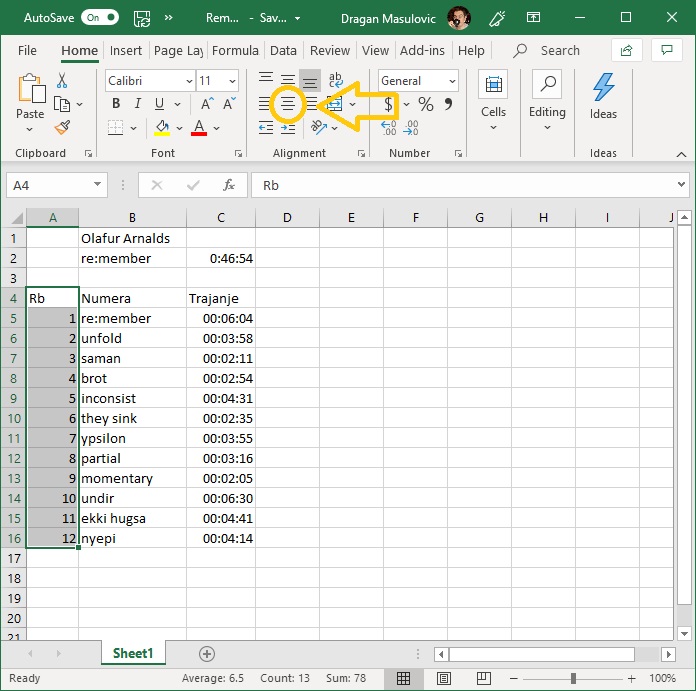 AutoSave On » Rem... - Sav... Dragan Masulovic
File Home Insert Page Lay Formula Data Review View Add-ins Help Search
Paste Calibri 11 ab General Cells Editing Ideas
B I U A A $ % 9
A
Clipboard Font Alignment Number Ideas
A4 fx Rb
A B C D E F G H I J
1 Olafur Arnalds
2 re:member 0:46:54
3
4 Rb Numera Trajanje
5 1 re:member 00:06:04
6 2 unfold 00:03:58
7 3 saman 00:02:11
8 4 brot 00:02:54
9 5 inconsist 00:04:31
10 6 they sink 00:02:35
11 7 ypsilon 00:03:55
12 8 partial 00:03:16
13 9 momentary 00:02:05
14 10 undir 00:06:30
15 11 ekki hugsa 00:04:41
16 12 nyepi 00:04:14
17
18
19
20
21
Sheet1
Ready Average: 6.5 Count: 13 Sum: 78 100%